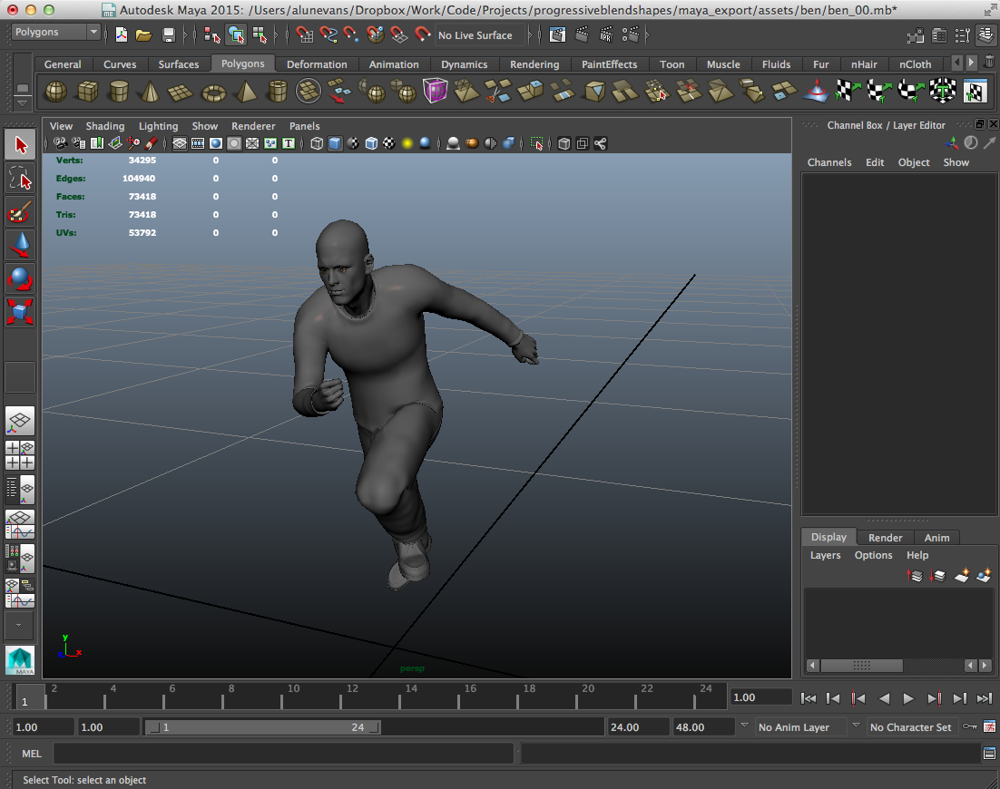 Autodesk Maya 2015: /Users/alunevans/Dropbox/Work/Code/Projects/progressiveblendshapes/maya_export/assets/ben/ben_00.mb*
Polygons No Live Surface
General Curves Surfaces Polygons Deformation Animation Dynamics Rendering PaintEffects Toon Muscle Fluids Fur nHair nCloth
View Shading Lighting Show Renderer Panels
Channel Box / Layer Editor
Channels Edit Object Show
Verts: 34295 0 0
Edges: 104940 0 0
Faces: 73418 0 0
Tris: 73418 0 0
UVs: 53792 0 0
Display Render Anim
Layers Options Help
y
z x
persp
MAYA
1 2 4 6 8 10 12 14 16 18 20 22 24 1.00
1.00 1.00 1 24 24.00 48.00 No Anim Layer No Character Set
MEL
Select Tool: select an object